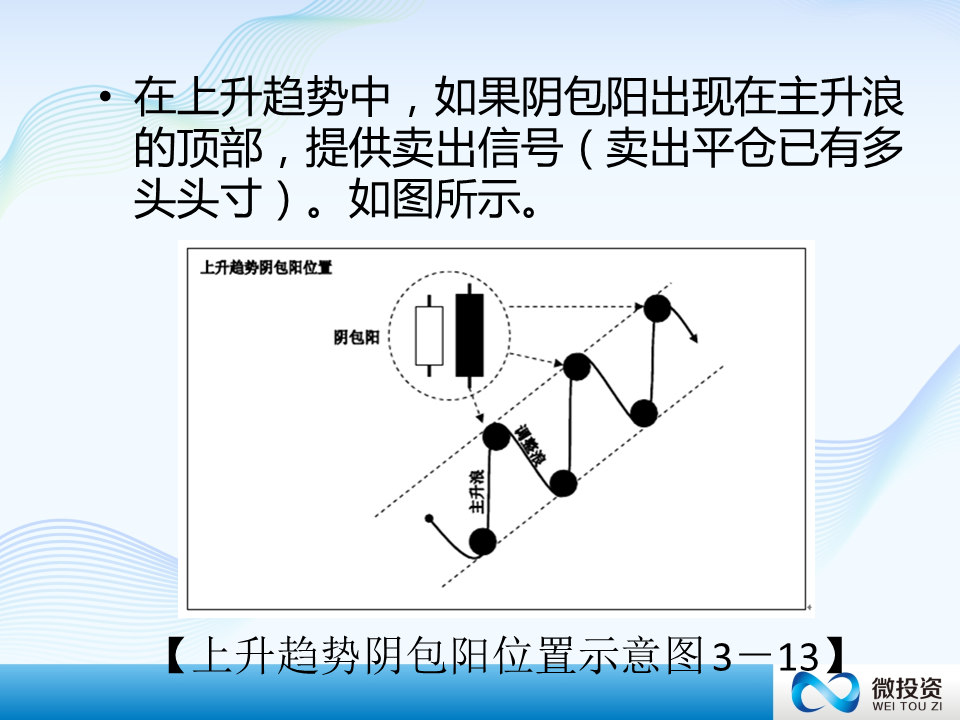 • 在上升趋势中，如果阴包阳出现在主升浪
的顶部，提供卖出信号（卖出平仓已有多
头头寸）。如图所示。
上升趋势阴包阳位置
阴包阳
调整浪
主升浪
【上升趋势阴包阳位置示意图3－13】
微投资
WEI TOU ZI